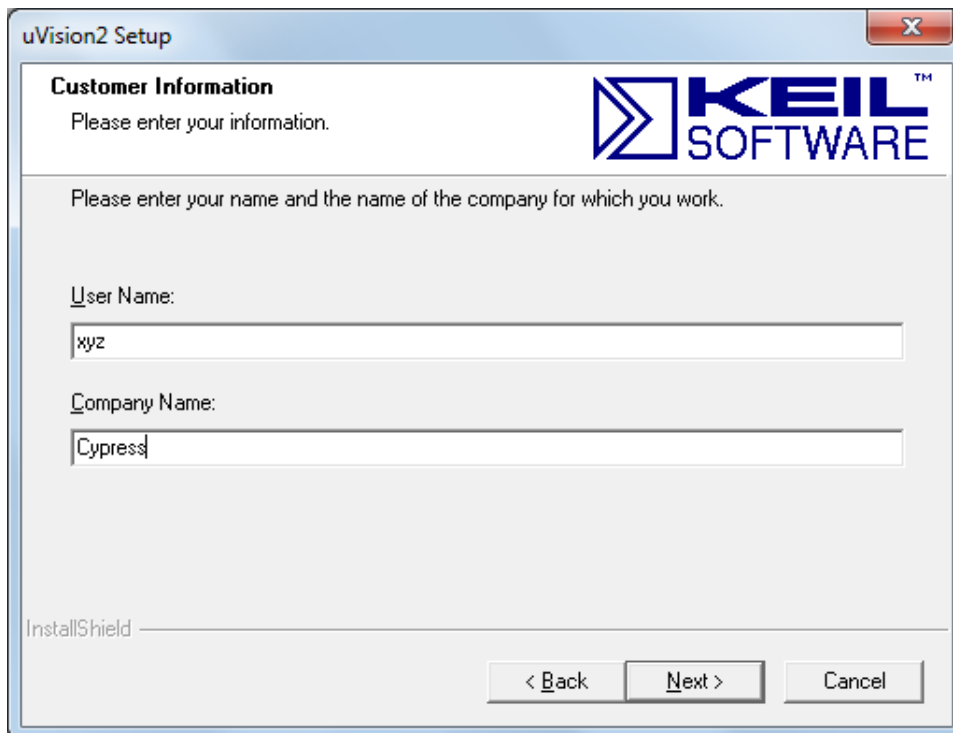 uVision2 Setup
Customer Information
Please enter your information.
KEIL™
SOFTWARE
Please enter your name and the name of the company for which you work.
User Name:
xyz
Company Name:
Cypress
InstallShield
< Back
Next >
Cancel